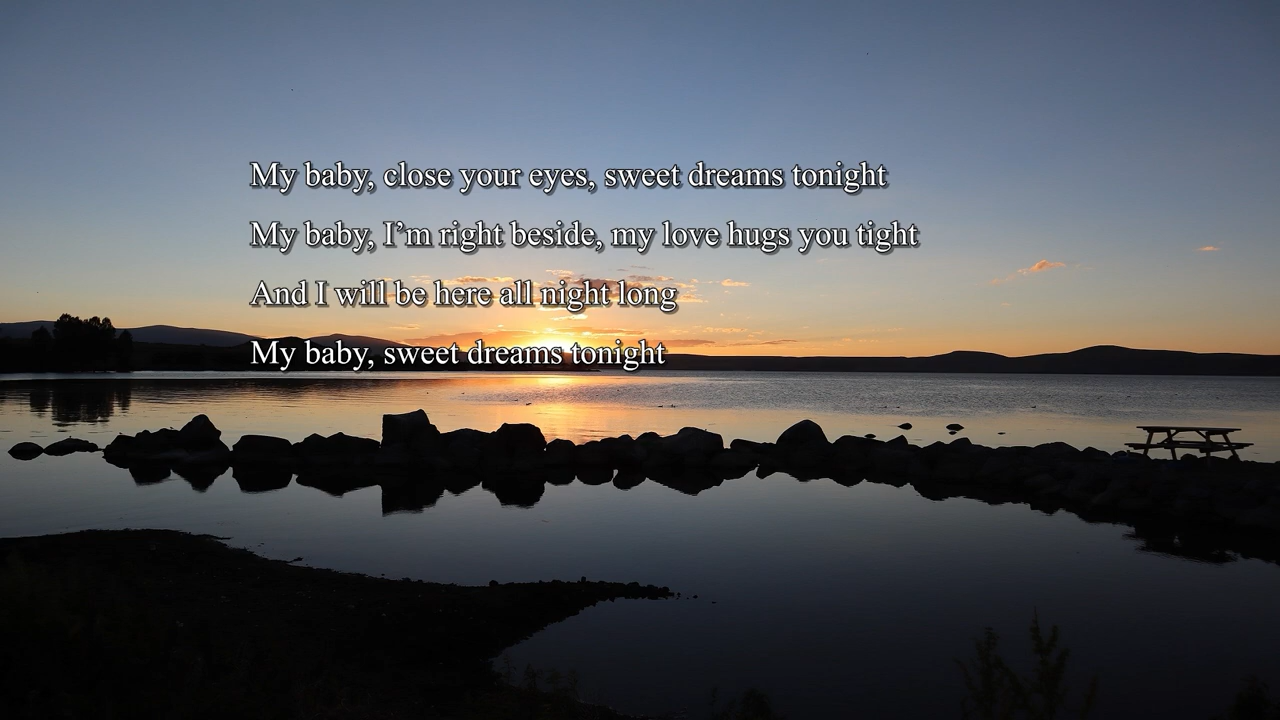 My baby, close your eyes, sweet dreams tonight
My baby, I’m right beside, my love hugs you tight
And I will be here all night long
My baby, sweet dreams tonight